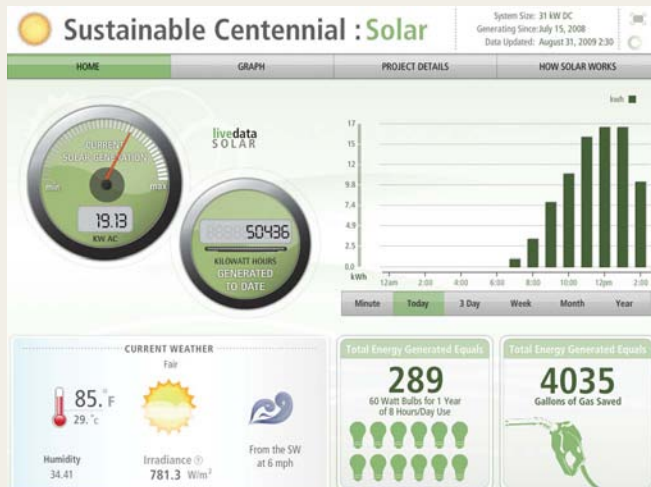 Sustainable Centennial : Solar
System Size: 31 kW DC
Generating Since: July 15, 2008
Data Updated: August 31, 2009 2:30
HOME GRAPH PROJECT DETAILS HOW SOLAR WORKS
CURRENT
SOLAR GENERATION
min max
19.13
KW AC
livedata
SOLAR
50436
KILOWATT HOURS
GENERATED
TO DATE
kwh
17
15
12
9.8
7.4
4.9
2.5
0.0
kWh
12am 2:00 4:00 6:00 8:00 10:00 12pm 2:00
Minute Today 3 Day Week Month Year
CURRENT WEATHER
Fair
85.°F
29.°c
Humidity
34.41
Irradiance
781.3 W/m²
From the SW
at 6 mph
Total Energy Generated Equals
289
60 Watt Bulbs for 1 Year
of 8 Hours/Day Use
Total Energy Generated Equals
4035
Gallons of Gas Saved